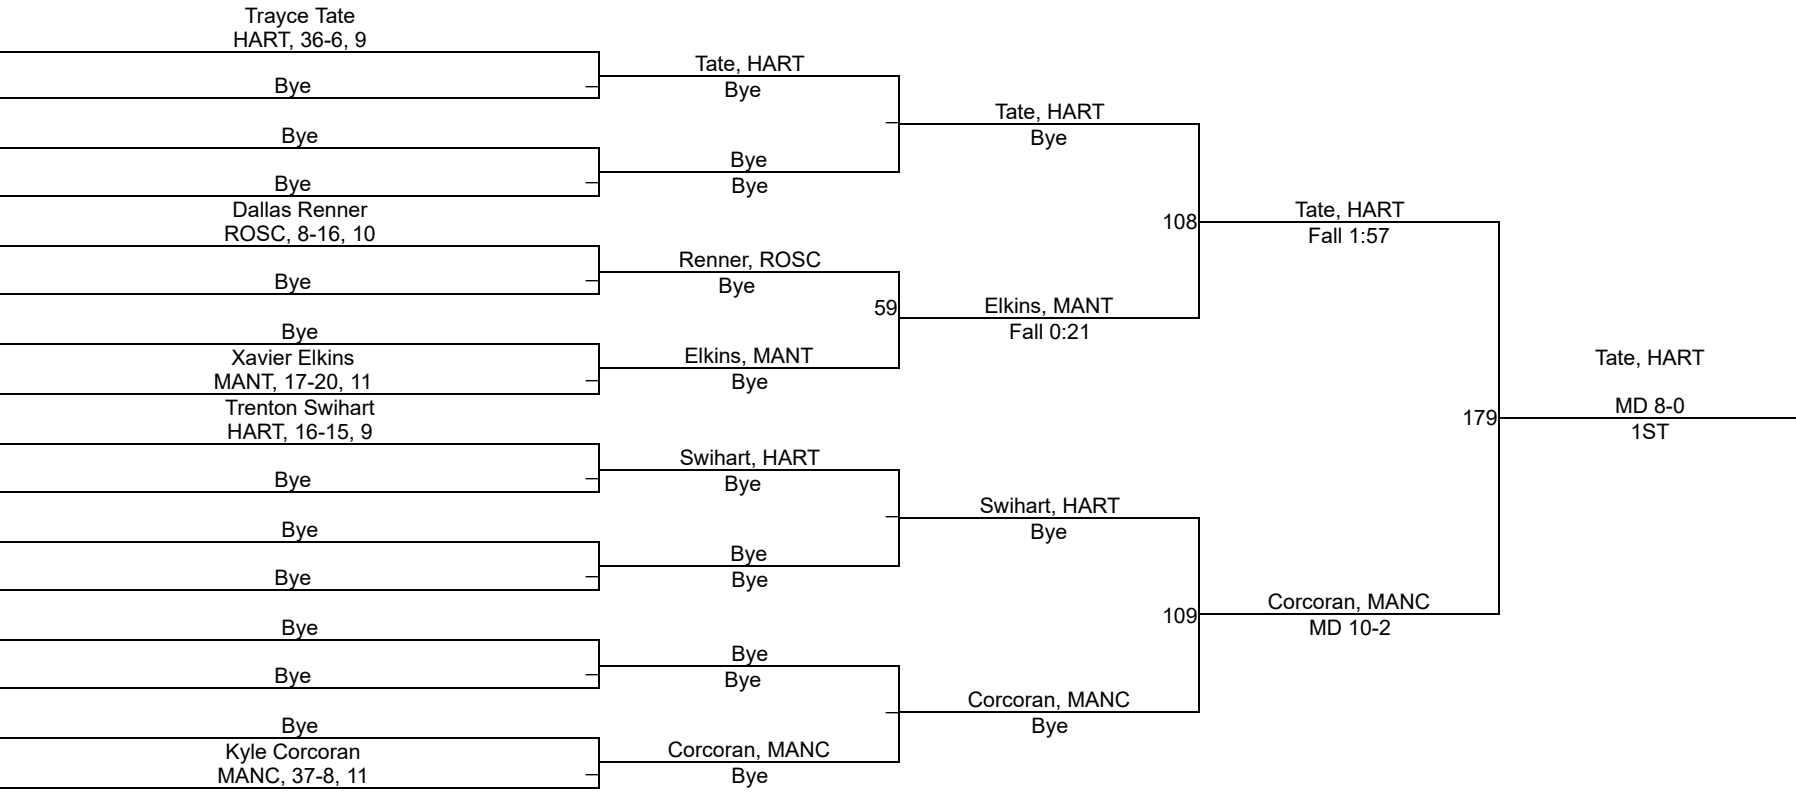 Trayce Tate
HART, 36-6, 9
Bye
Bye
Bye
Dallas Renner
ROSC, 8-16, 10
Bye
Bye
Xavier Elkins
MANT, 17-20, 11
Trenton Swihart
HART, 16-15, 9
Bye
Bye
Bye
Bye
Bye
Bye
Kyle Corcoran
MANC, 37-8, 11
Tate, HART
Bye
Bye
Bye
Renner, ROSC
Bye
59
Elkins, MANT
Bye
Swihart, HART
Bye
Bye
Bye
Bye
Bye
Corcoran, MANC
Bye
Tate, HART
Bye
108
Elkins, MANT
Fall 0:21
Swihart, HART
Bye
109
Corcoran, MANC
Bye
Tate, HART
Fall 1:57
179
Corcoran, MANC
MD 10-2
Tate, HART
MD 8-0
1ST